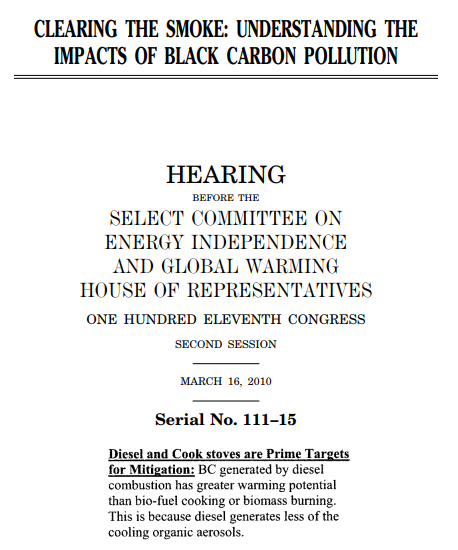 CLEARING THE SMOKE: UNDERSTANDING THE
IMPACTS OF BLACK CARBON POLLUTION
HEARING
BEFORE THE
SELECT COMMITTEE ON
ENERGY INDEPENDENCE
AND GLOBAL WARMING
HOUSE OF REPRESENTATIVES
ONE HUNDRED ELEVENTH CONGRESS
SECOND SESSION
MARCH 16, 2010
Serial No. 111–15
Diesel and Cook stoves are Prime Targets
for Mitigation: BC generated by diesel
combustion has greater warming potential
than bio-fuel cooking or biomass burning.
This is because diesel generates less of the
cooling organic aerosols.